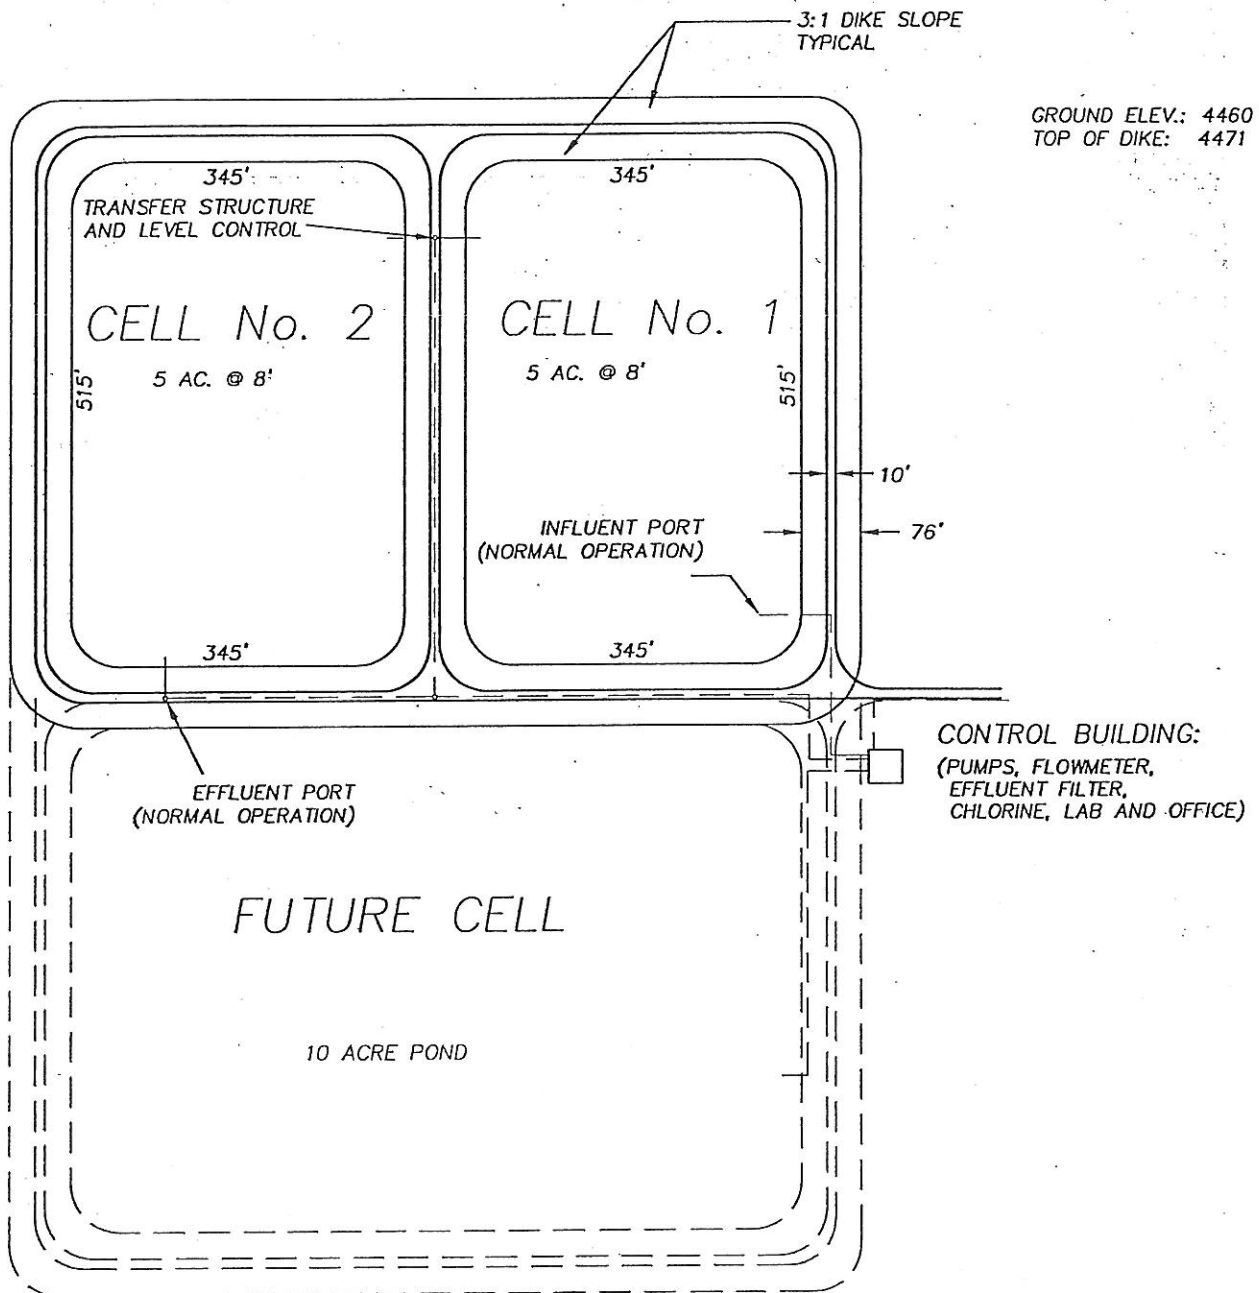 3:1 DIKE SLOPE
TYPICAL
GROUND ELEV.: 4460
TOP OF DIKE: 4471
345'
345'
TRANSFER STRUCTURE
AND LEVEL CONTROL
CELL No. 2
CELL No. 1
5 AC. @ 8'
5 AC. @ 8'
515'
515'
10'
76'
INFLUENT PORT
(NORMAL OPERATION)
345'
345'
CONTROL BUILDING:
(PUMPS, FLOWMETER,
EFFLUENT FILTER,
CHLORINE, LAB AND OFFICE)
EFFLUENT PORT
(NORMAL OPERATION)
FUTURE CELL
10 ACRE POND